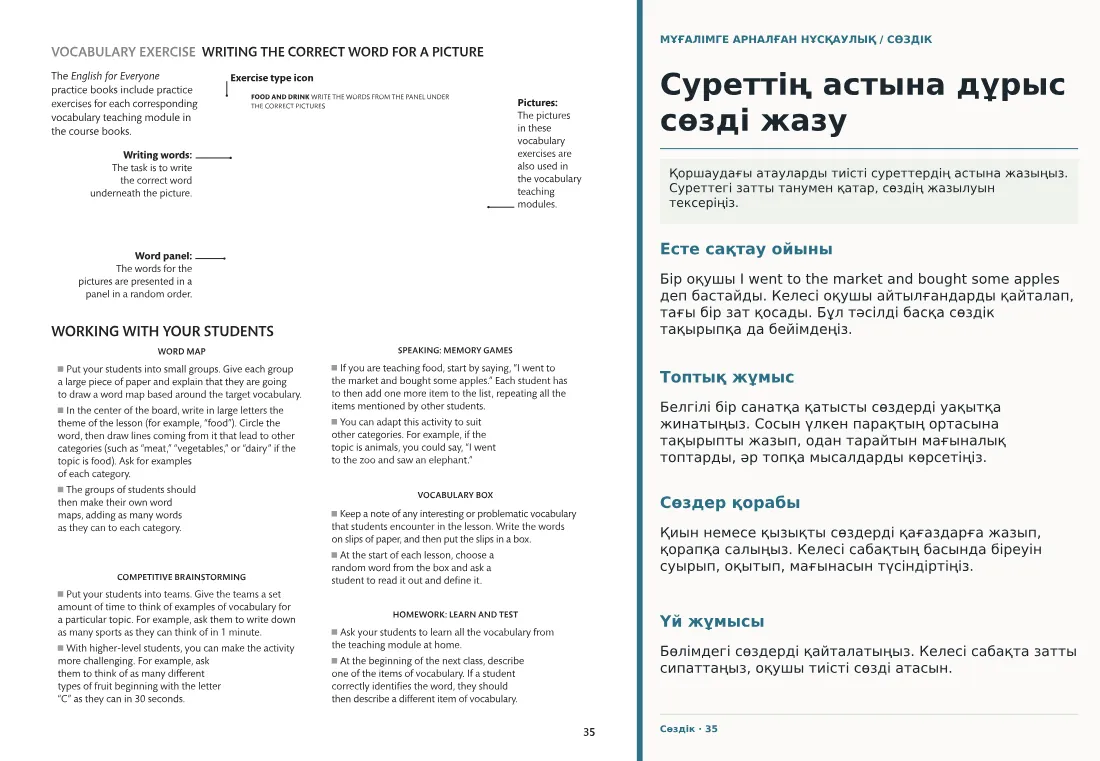 VOCABULARY EXERCISE WRITING THE CORRECT WORD FOR A PICTURE
The English for Everyone
practice books include practice
exercises for each corresponding
vocabulary teaching module in
the course books.
Exercise type icon
FOOD AND DRINK WRITE THE WORDS FROM THE PANEL UNDER
THE CORRECT PICTURES
Pictures:
The pictures
in these
vocabulary
exercises are
also used in
the vocabulary
teaching
modules.
Writing words:
The task is to write
the correct word
underneath the picture.
Word panel:
The words for the
pictures are presented in a
panel in a random order.
WORKING WITH YOUR STUDENTS
WORD MAP
■ Put your students into small groups. Give each group
a large piece of paper and explain that they are going
to draw a word map based around the target vocabulary.
■ In the center of the board, write in large letters the
theme of the lesson (for example, “food”). Circle the
word, then draw lines coming from it that lead to other
categories (such as “meat,” “vegetables,” or “dairy” if the
topic is food). Ask for examples
of each category.
■ The groups of students should
then make their own word
maps, adding as many words
as they can to each category.
COMPETITIVE BRAINSTORMING
■ Put your students into teams. Give the teams a set
amount of time to think of examples of vocabulary for
a particular topic. For example, ask them to write down
as many sports as they can think of in 1 minute.
■ With higher-level students, you can make the activity
more challenging. For example, ask
them to think of as many different
types of fruit beginning with the letter
“C” as they can in 30 seconds.
SPEAKING: MEMORY GAMES
■ If you are teaching food, start by saying, “I went to
the market and bought some apples.” Each student has
to then add one more item to the list, repeating all the
items mentioned by other students.
■ You can adapt this activity to suit
other categories. For example, if the
topic is animals, you could say, “I went
to the zoo and saw an elephant.”
VOCABULARY BOX
■ Keep a note of any interesting or problematic vocabulary
that students encounter in the lesson. Write the words
on slips of paper, and then put the slips in a box.
■ At the start of each lesson, choose a
random word from the box and ask a
student to read it out and define it.
HOMEWORK: LEARN AND TEST
■ Ask your students to learn all the vocabulary from
the teaching module at home.
■ At the beginning of the next class, describe
one of the items of vocabulary. If a student
correctly identifies the word, they should
then describe a different item of vocabulary.
35
МҰҒАЛІМГЕ АРНАЛҒАН НҰСҚАУЛЫҚ / СӨЗДІК
Суреттің астына дұрыс
сөзді жазу
Қоршаудағы атауларды тиісті суреттердің астына жазыңыз.
Суреттегі затты танумен қатар, сөздің жазылуын
тексеріңіз.
Есте сақтау ойыны
Бір оқушы I went to the market and bought some apples
деп бастайды. Келесі оқушы айтылғандарды қайталап,
тағы бір зат қосады. Бұл тәсілді басқа сөздік
тақырыпқа да бейімдеңіз.
Топтық жұмыс
Белгілі бір санатқа қатысты сөздерді уақытқа
жинатыңыз. Сосын үлкен парақтың ортасына
тақырыпты жазып, одан тарайтын мағыналық
топтарды, әр топқа мысалдарды көрсетіңіз.
Сөздер қорабы
Қиын немесе қызықты сөздерді қағаздарға жазып,
қорапқа салыңыз. Келесі сабақтың басында біреуін
суырып, оқытып, мағынасын түсіндіртіңіз.
Үй жұмысы
Бөлімдегі сөздерді қайталатыңыз. Келесі сабақта затты
сипаттаңыз, оқушы тиісті сөзді атасын.
Сөздік · 35